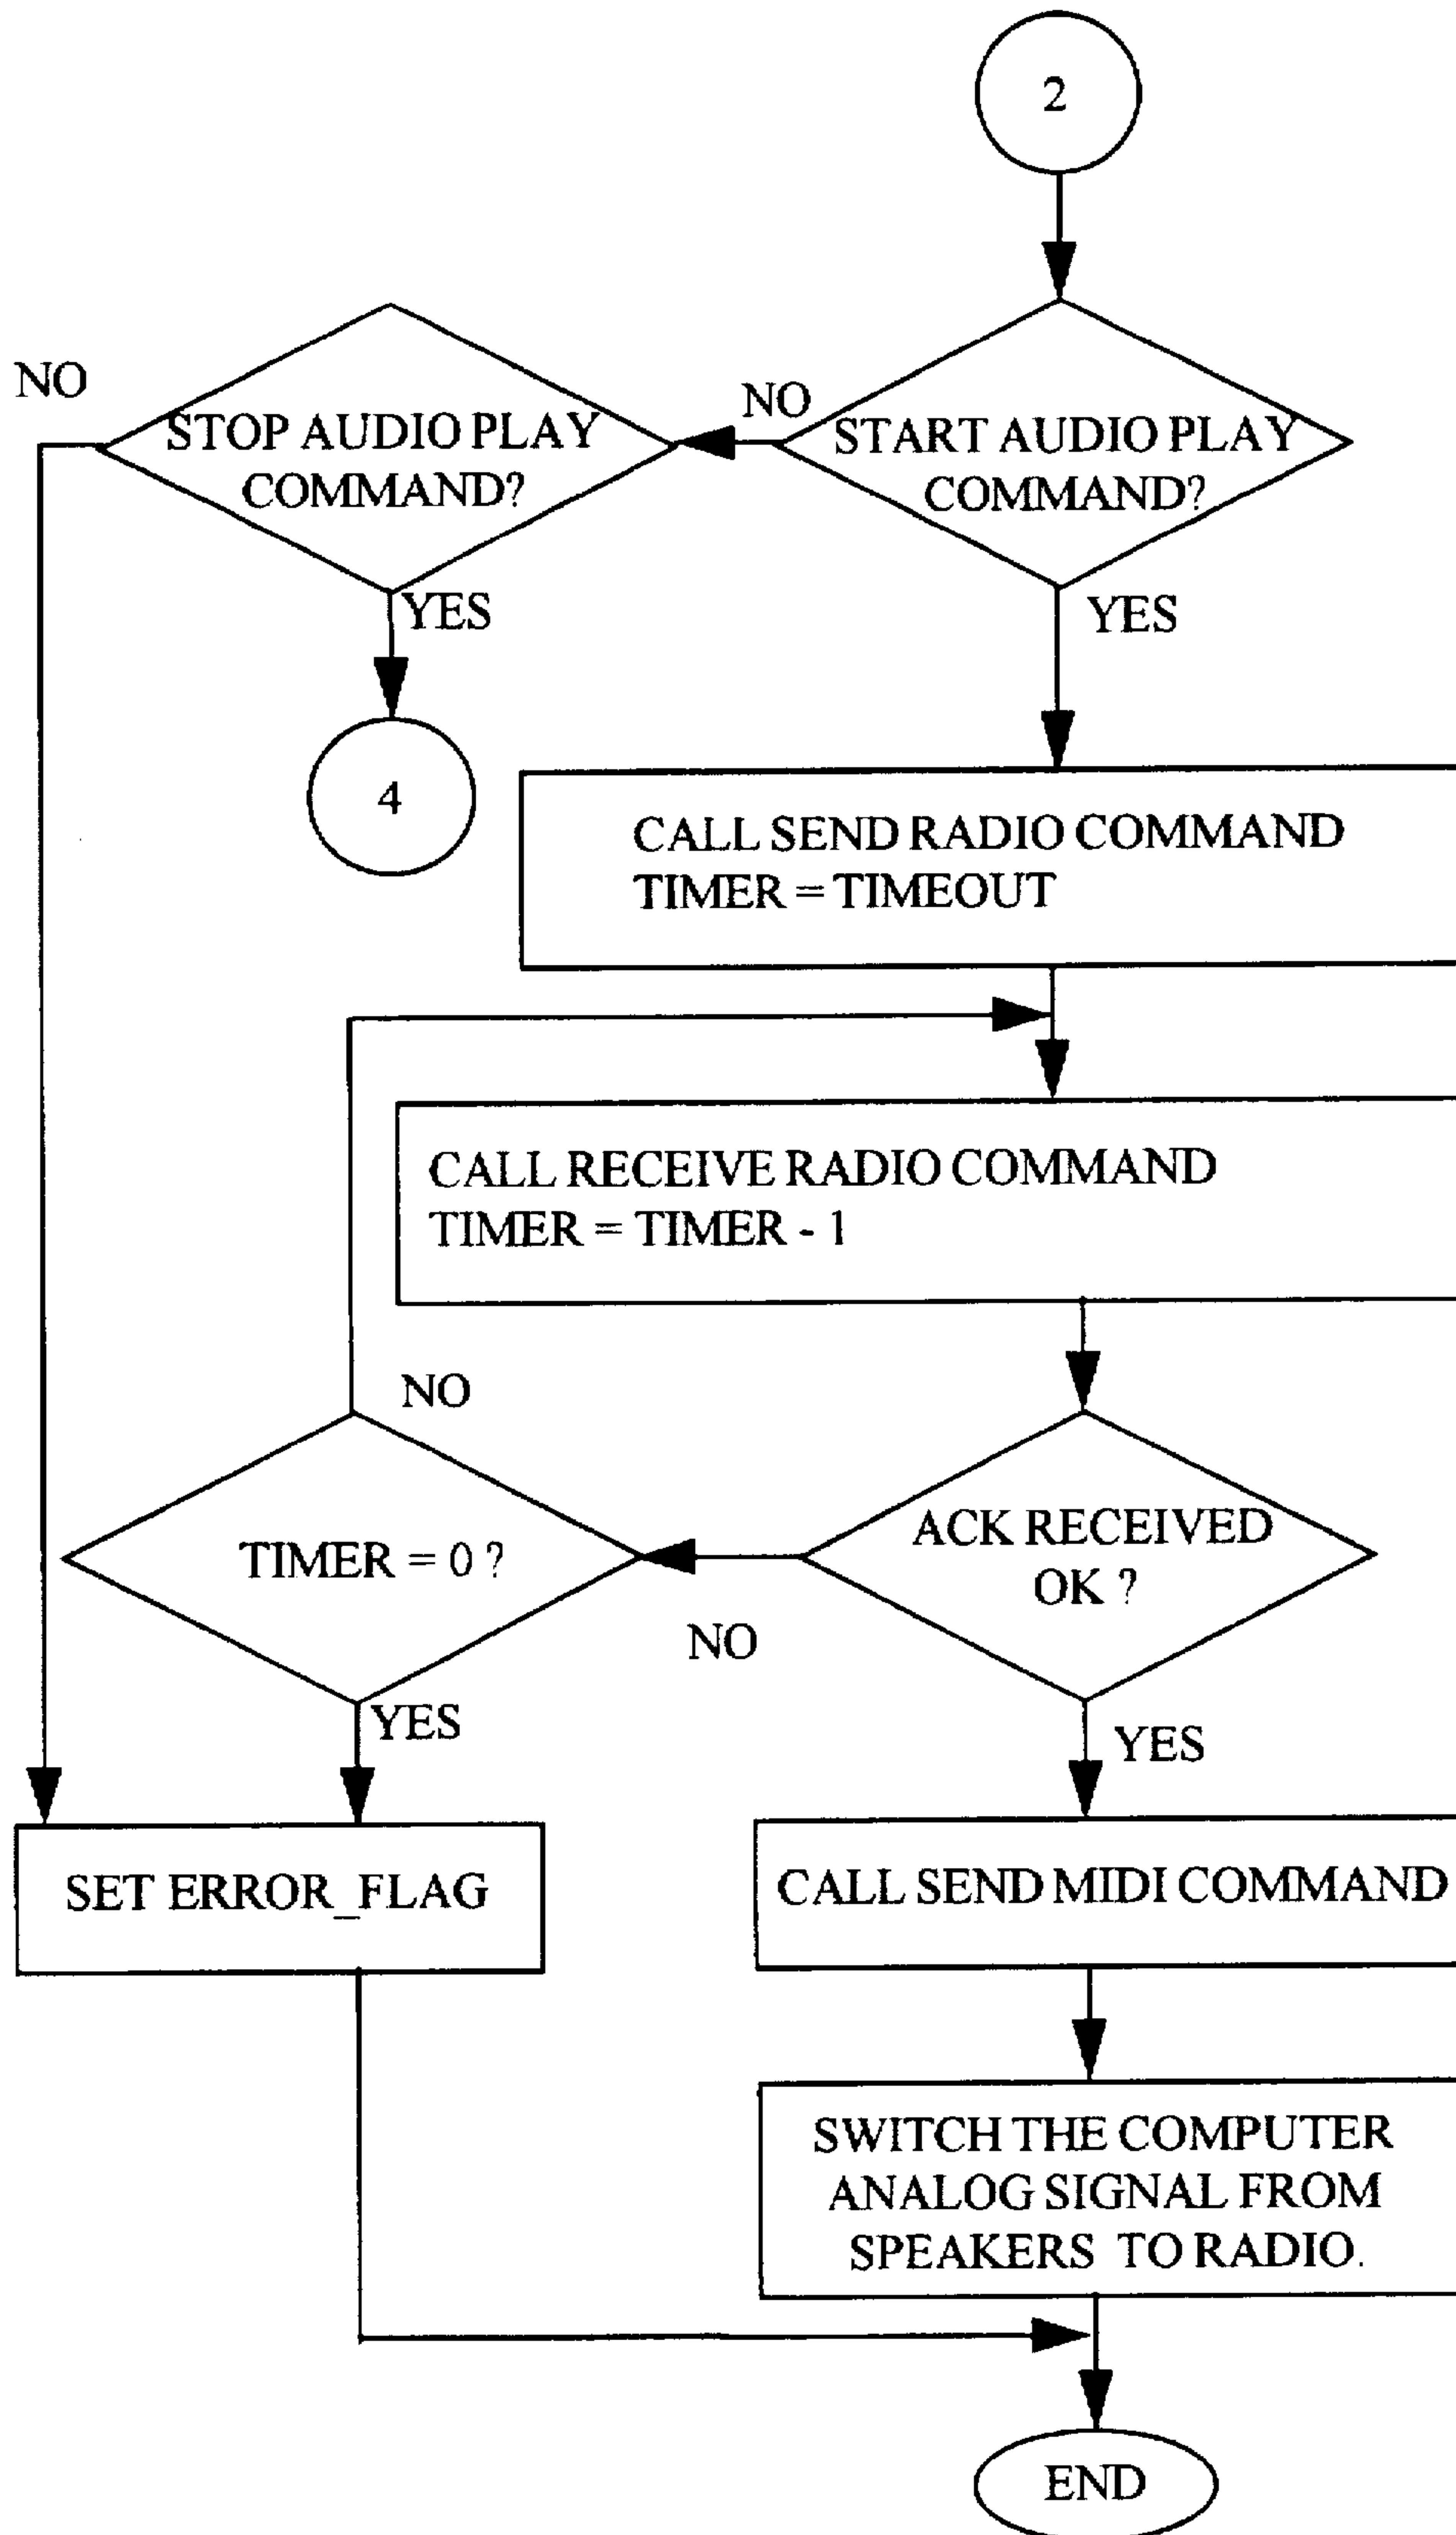 2
NO
STOP AUDIO PLAY
COMMAND?
NO
START AUDIO PLAY
COMMAND?
YES
YES
4
CALL SEND RADIO COMMAND
TIMER = TIMEOUT
CALL RECEIVE RADIO COMMAND
TIMER = TIMER - 1
NO
TIMER = 0 ?
NO
ACK RECEIVED
OK ?
YES
YES
SET ERROR_FLAG
CALL SEND MIDI COMMAND
SWITCH THE COMPUTER
ANALOG SIGNAL FROM
SPEAKERS TO RADIO.
END